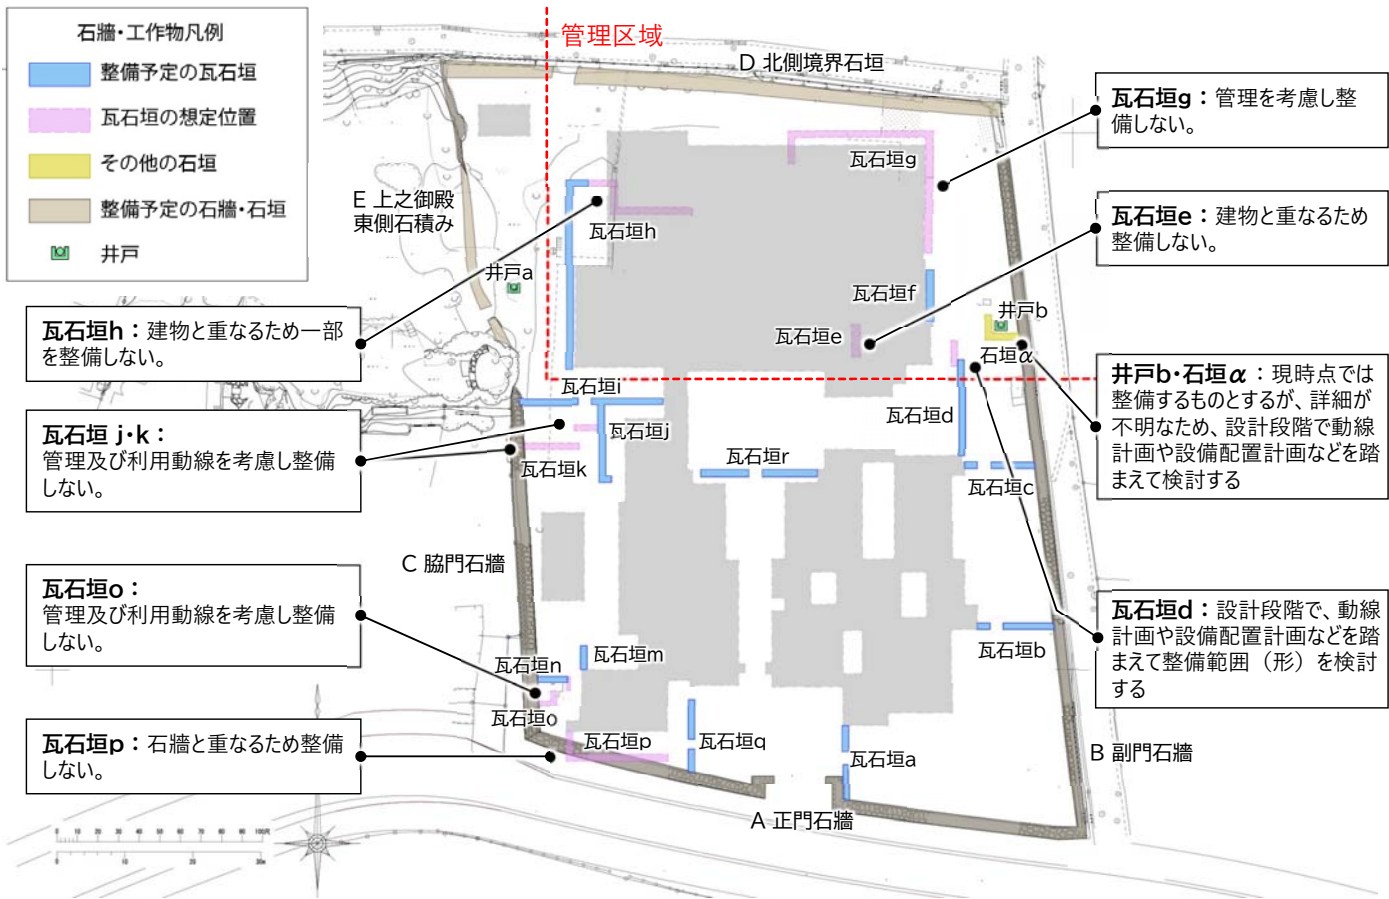 石牆・工作物凡例
整備予定の瓦石垣
瓦石垣の想定位置
その他の石垣
整備予定の石牆・石垣
井戸
管理区域
D 北側境界石垣
瓦石垣g：管理を考慮し整
備しない。
瓦石垣g
瓦石垣e：建物と重なるため
整備しない。
E 上之御殿
東側石積み
瓦石垣h
井戸a
瓦石垣f
井戸b
瓦石垣e
石垣α
瓦石垣h：建物と重なるため一部
を整備しない。
井戸b・石垣α：現時点では
整備するものとするが、詳細が
不明なため、設計段階で動線
計画や設備配置計画などを踏
まえて検討する
瓦石垣i
瓦石垣d
瓦石垣j
瓦石垣 j・k：
管理及び利用動線を考慮し整備
しない。
瓦石垣k
瓦石垣r
瓦石垣c
C 脇門石牆
瓦石垣o：
管理及び利用動線を考慮し整備
しない。
瓦石垣d：設計段階で、動線
計画や設備配置計画などを踏
まえて整備範囲（形）を検討
する
瓦石垣b
瓦石垣m
瓦石垣n
瓦石垣o
瓦石垣p：石牆と重なるため整備
しない。
瓦石垣p
瓦石垣q
瓦石垣a
B 副門石牆
A 正門石牆
0 10 20 30 40 50 60 70 80 90 100尺
0 10 20 30m